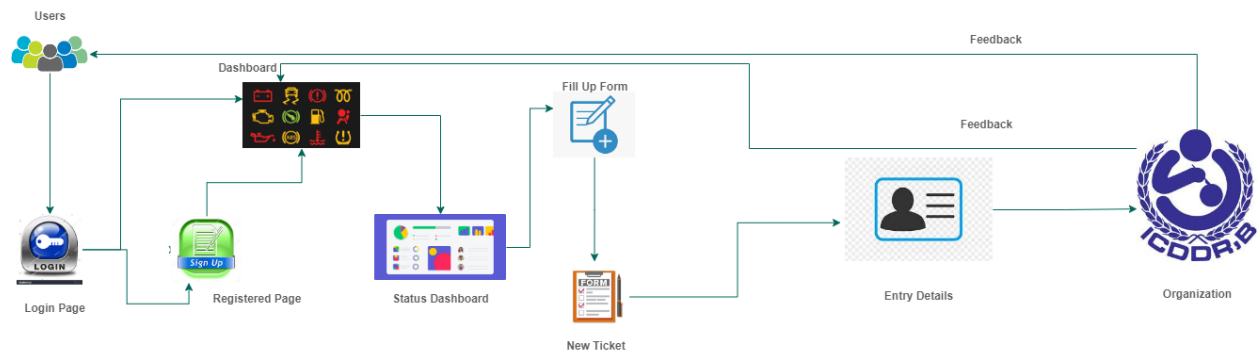 Users
Feedback
Dashboard
Fill Up Form
Feedback
ABS
LOGIN
Sign Up
FORM
ICDDR,B
Login Page
Registered Page
Status Dashboard
Entry Details
Organization
New Ticket